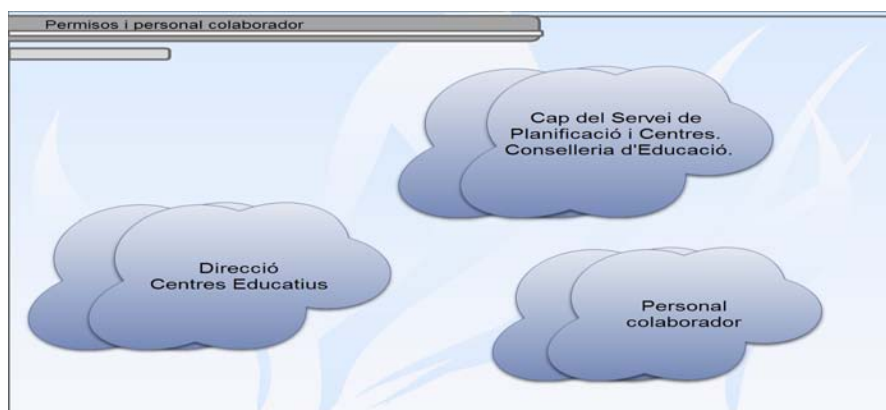 Permisos i personal colaborador
Cap del Servei de
Planificació i Centres.
Conselleria d'Educació.
Direcció
Centres Educatius
Personal
colaborador